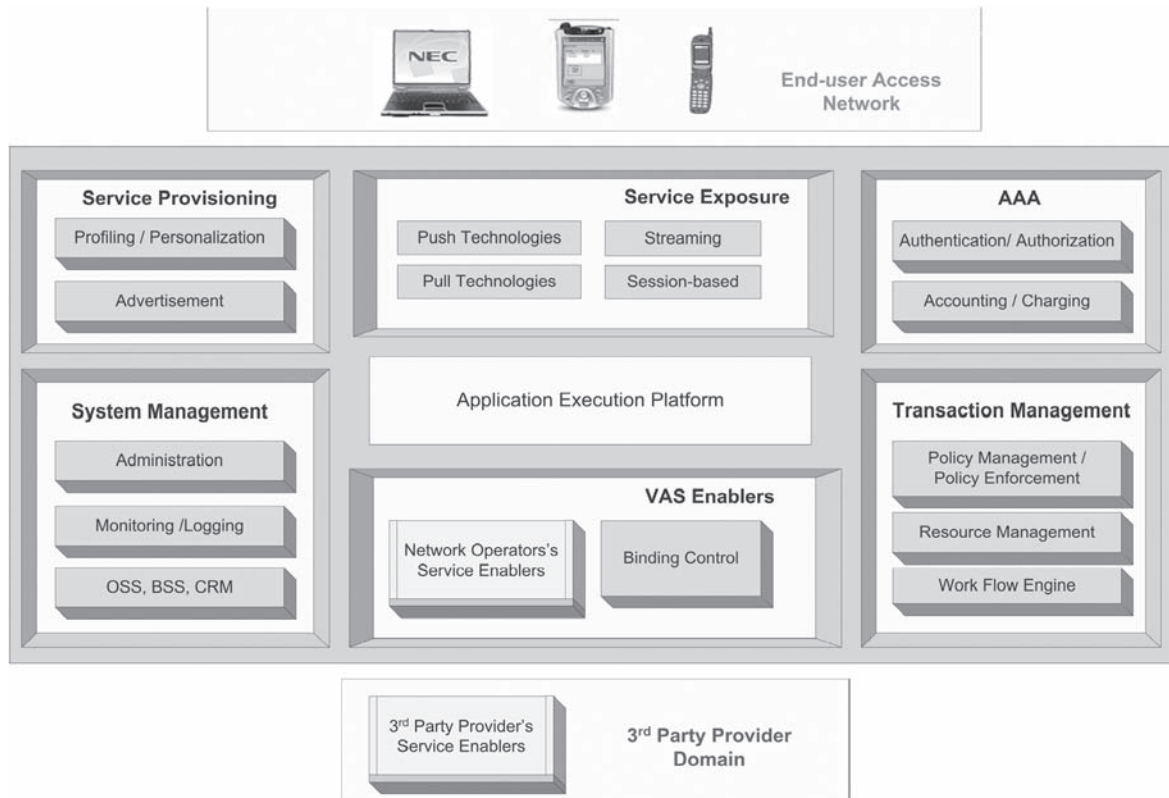 NEC
End-user Access
Network
Service Provisioning
Profiling / Personalization
Advertisement
Service Exposure
Push Technologies
Streaming
Pull Technologies
Session-based
AAA
Authentication/ Authorization
Accounting / Charging
Application Execution Platform
System Management
Administration
Monitoring /Logging
OSS, BSS, CRM
VAS Enablers
Network Operators's
Service Enablers
Binding Control
Transaction Management
Policy Management /
Policy Enforcement
Resource Management
Work Flow Engine
3rd Party Provider's
Service Enablers
3rd Party Provider
Domain